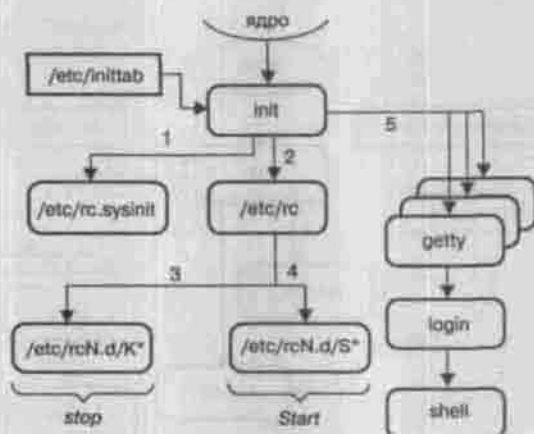 ядро
/etc/inittab
init
1
2
5
/etc/rc.sysinit
/etc/rc
getty
3
4
login
/etc/rcN.d/K*
/etc/rcN.d/S*
stop
Start
shell